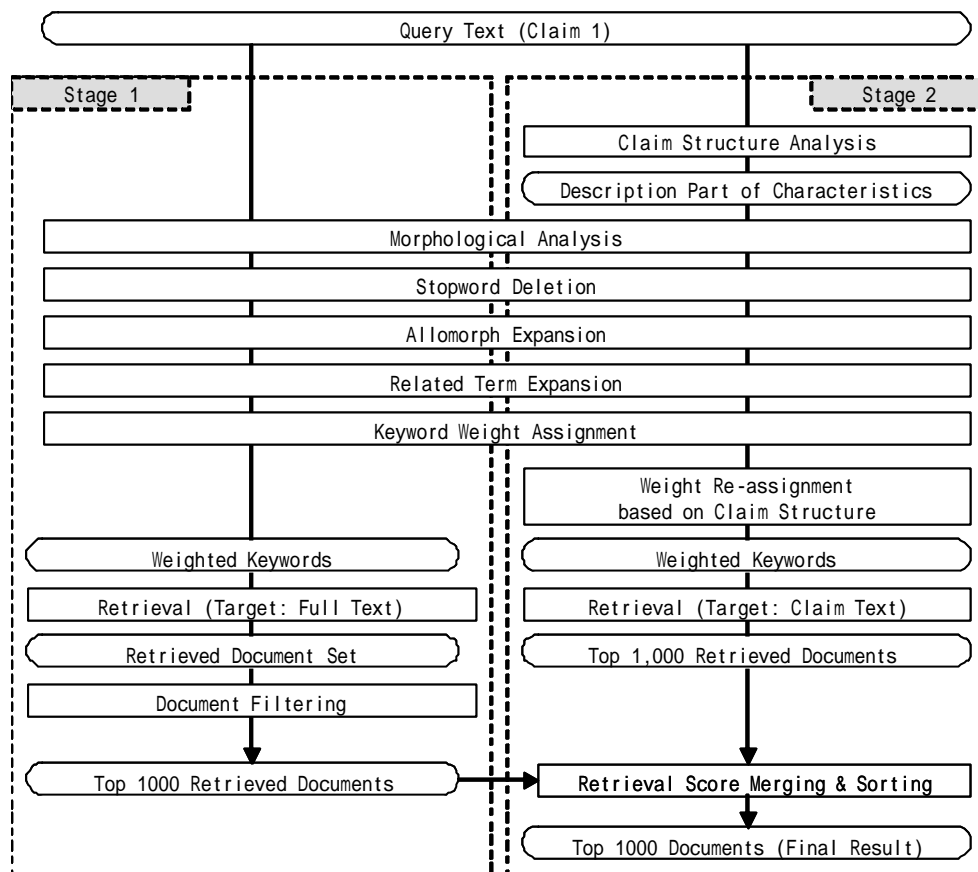 Query Text (Claim 1)
Stage 1
Stage 2
Claim Structure Analysis
Description Part of Characteristics
Morphological Analysis
Stopword Deletion
Allomorph Expansion
Related Term Expansion
Keyword Weight Assignment
Weight Re-assignment
based on Claim Structure
Weighted Keywords
Weighted Keywords
Retrieval (Target: Full Text)
Retrieval (Target: Claim Text)
Retrieved Document Set
Top 1,000 Retrieved Documents
Document Filtering
Top 1000 Retrieved Documents
Retrieval Score Merging & Sorting
Top 1000 Documents (Final Result)